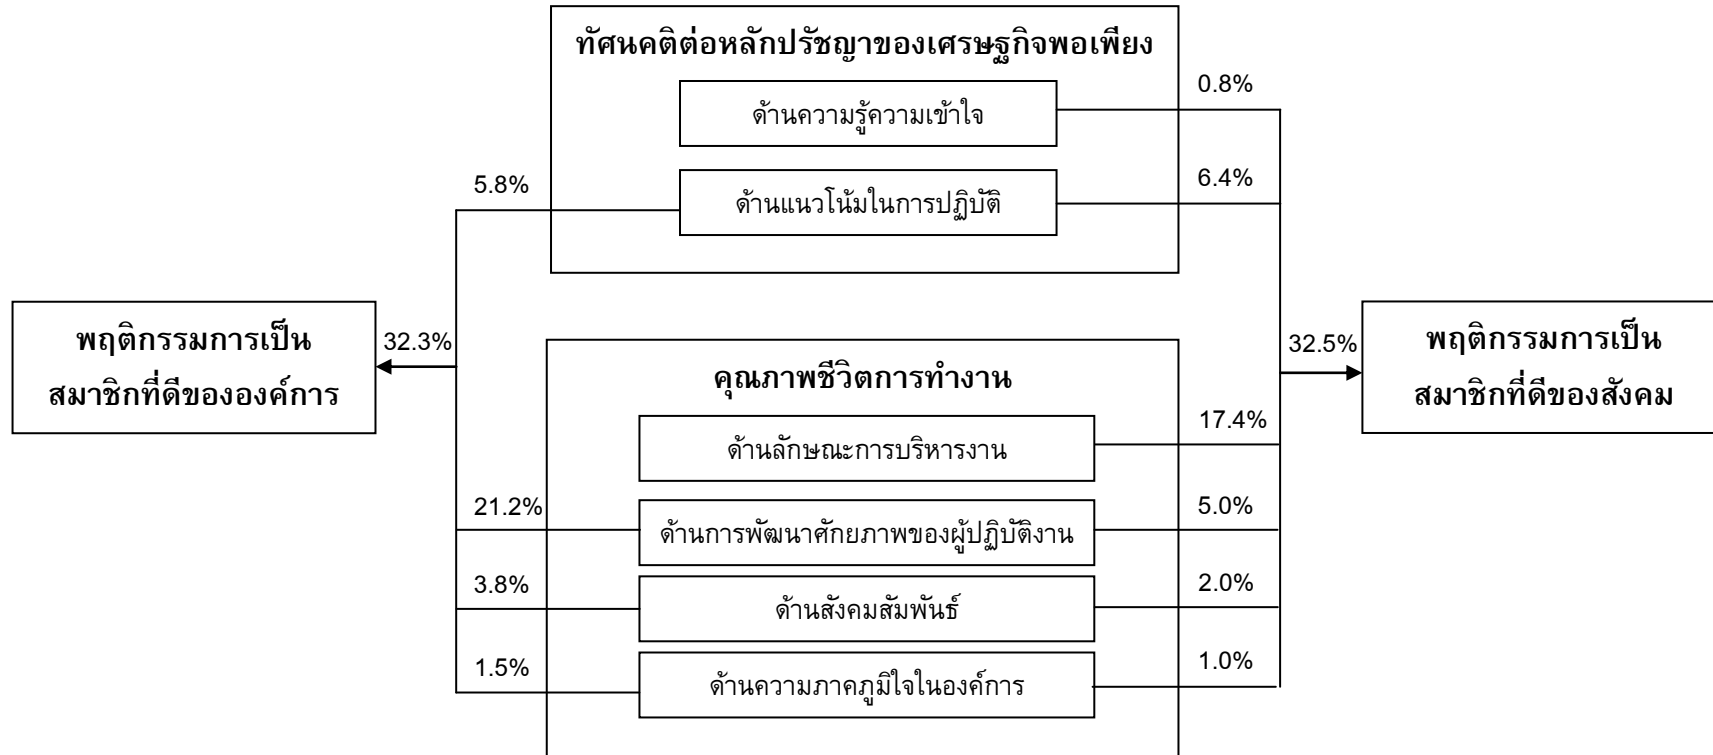 ทัศนคติต่อหลักปรัชญาของเศรษฐกิจพอเพียง
0.8%
ด้านความรู้ความเข้าใจ
5.8%
6.4%
ด้านแนวโน้มในการปฏิบัติ
พฤติกรรมการเป็น
สมาชิกที่ดีขององค์การ
32.3%
32.5%
พฤติกรรมการเป็น
สมาชิกที่ดีของสังคม
คุณภาพชีวิตการทำงาน
17.4%
ด้านลักษณะการบริหารงาน
21.2%
5.0%
ด้านการพัฒนาศักยภาพของผู้ปฏิบัติงาน
3.8%
2.0%
ด้านสังคมสัมพันธ์
1.5%
1.0%
ด้านความภาคภูมิใจในองค์การ